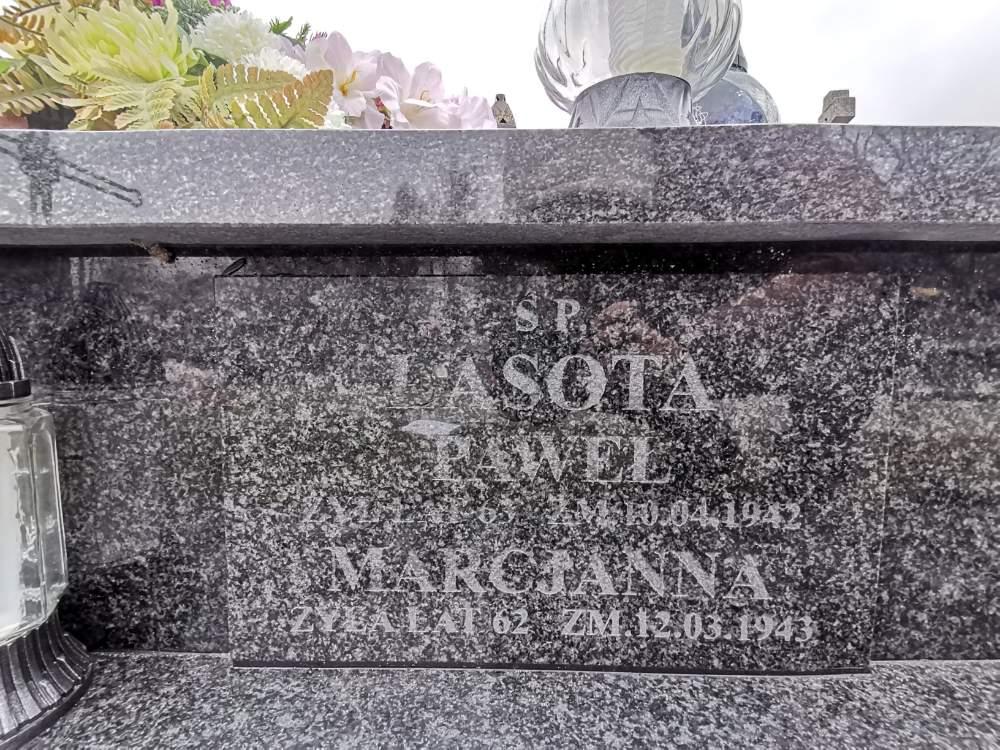 Ś P.
LASOTA
PAWEŁ
ŻYŁ LAT 63 ZM.10.04.1942
MARCJANNA
ŻYŁA LAT 62 ZM.12.03.1943